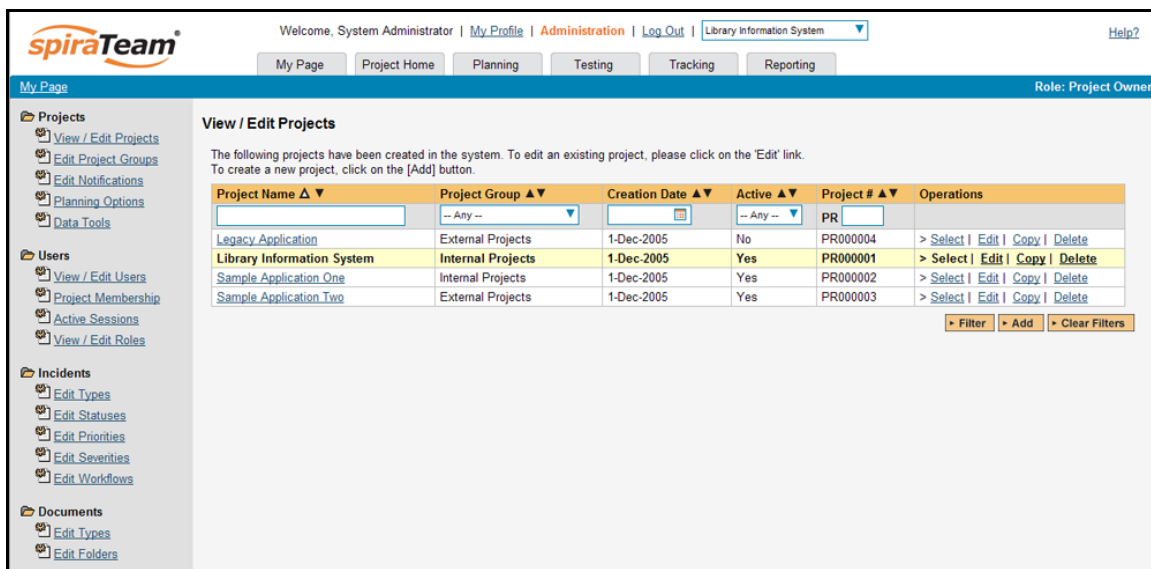 spiraTeam®
Welcome, System Administrator | My Profile | Administration | Log Out | Library Information System
Help?
My Page Project Home Planning Testing Tracking Reporting
My Page Role: Project Owner
Projects
View / Edit Projects
Edit Project Groups
Edit Notifications
Planning Options
Data Tools
Users
View / Edit Users
Project Membership
Active Sessions
View / Edit Roles
Incidents
Edit Types
Edit Statuses
Edit Priorities
Edit Severities
Edit Workflows
Documents
Edit Types
Edit Folders
View / Edit Projects
The following projects have been created in the system. To edit an existing project, please click on the 'Edit' link.
To create a new project, click on the [Add] button.
Project Name Project Group Creation Date Active Project # Operations
-- Any -- -- Any -- PR
Legacy Application External Projects 1-Dec-2005 No PR000004 > Select | Edit | Copy | Delete
Library Information System Internal Projects 1-Dec-2005 Yes PR000001 > Select | Edit | Copy | Delete
Sample Application One Internal Projects 1-Dec-2005 Yes PR000002 > Select | Edit | Copy | Delete
Sample Application Two External Projects 1-Dec-2005 Yes PR000003 > Select | Edit | Copy | Delete
Filter Add Clear Filters